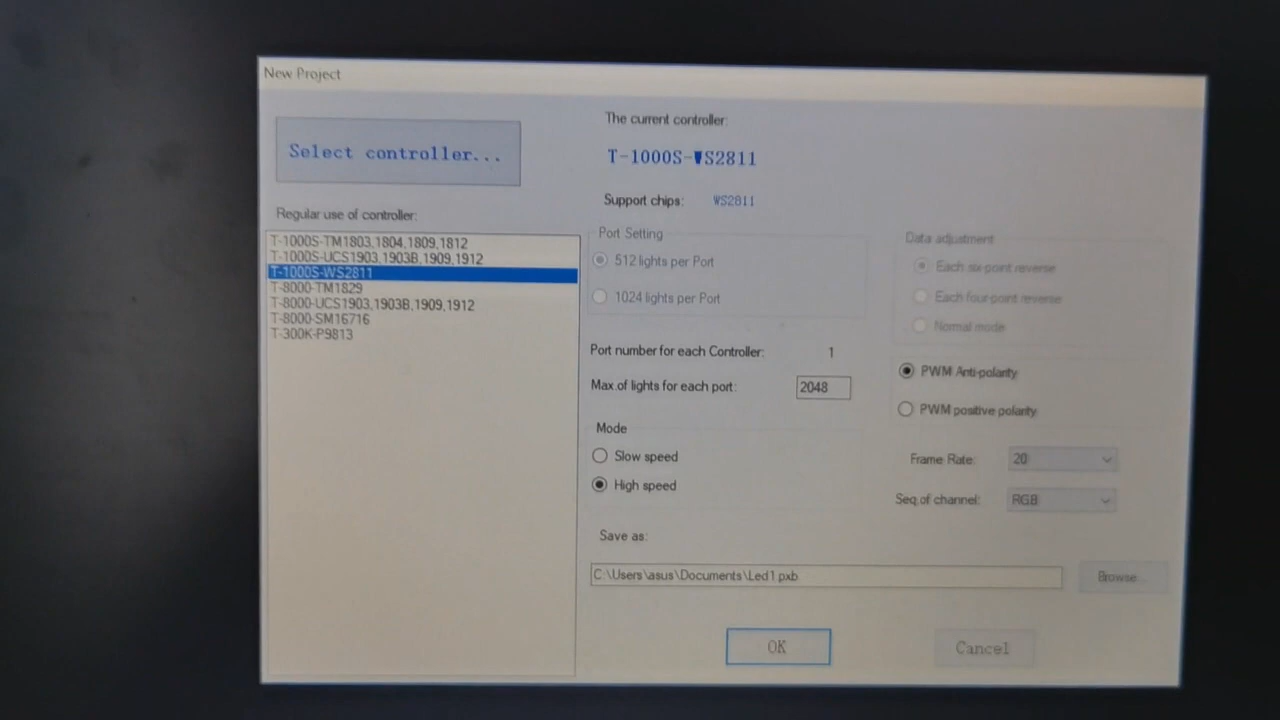 New Project
Select controller...
Regular use of controller:
T-1000S-TM1803,1804,1809,1812
T-1000S-UCS1903,1903B,1909,1912
T-1000S-WS2811
T-8000-TM1829
T-8000-UCS1903,1903B,1909,1912
T-8000-SM16716
T-300K-P9813
The current controller:
T-1000S-WS2811
Support chips: WS2811
Port Setting
512 lights per Port
1024 lights per Port
Data adjustment
Each six-point reverse
Each four-point reverse
Normal mode
Port number for each Controller: 1
Max.of lights for each port: 2048
PWM Anti-polarity
PWM positive polarity
Mode
Slow speed
High speed
Frame Rate: 20
Seq.of channel: RGB
Save as:
C:\Users\asus\Documents\Led1.pxb
Browse...
OK
Cancel